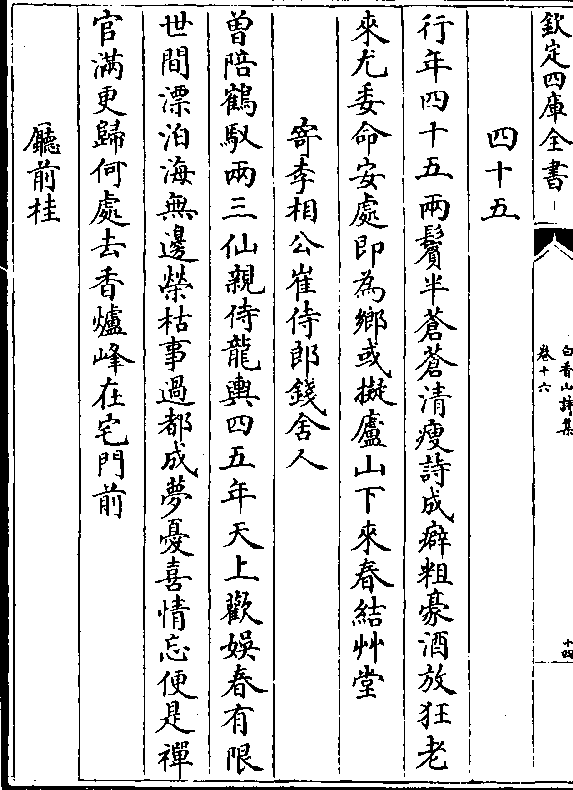 欽定四庫全書
白香山詩集
卷十六
十四
四十五
行年四十五兩鬢半蒼蒼清瘦詩成癖粗豪酒放狂老
來尤委命安處即為鄉或擬廬山下來春結艸堂
寄李相公崔侍郎錢舍人
曽陪鶴馭兩三仙親侍龍輿四五年天上歡娛春有限
世間漂泊海無邊榮枯事過都成夢憂喜情忘便是禪
官滿更歸何處去香爐峰在宅門前
廳前桂